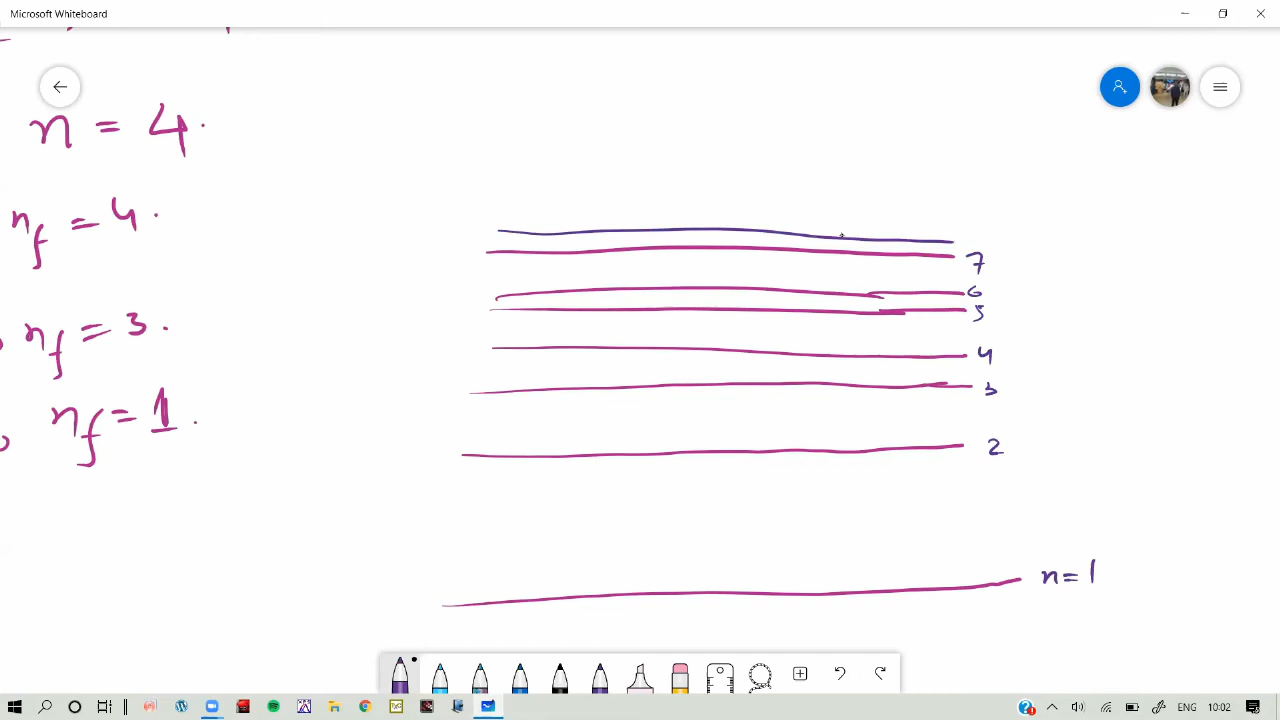 Microsoft Whiteboard
n = 4.
nf = 4.
nf = 3.
nf = 1.
7
6
5
4
3
2
n=1
ENG 10:02